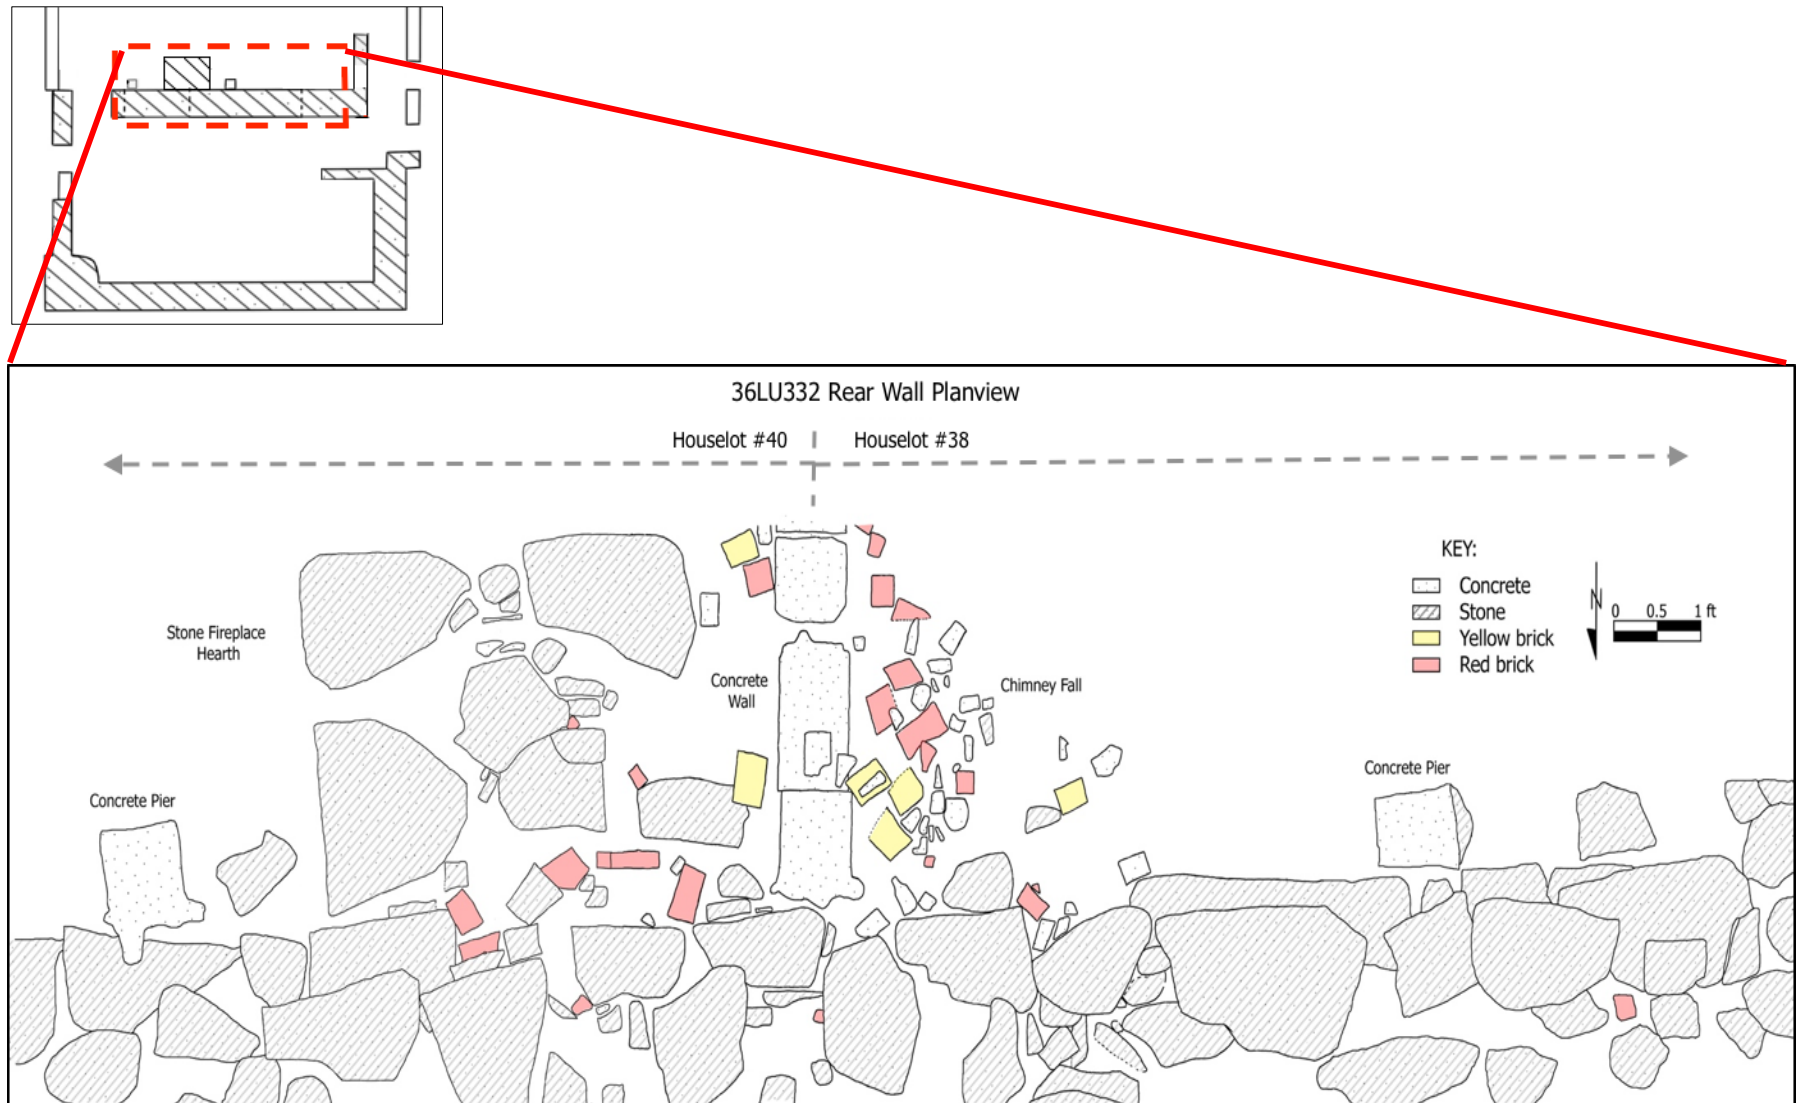 36LU332 Rear Wall Planview
Houselot #40
Houselot #38
KEY:
Concrete
Stone
Yellow brick
Red brick
N
0 0.5 1 ft
Stone Fireplace
Hearth
Concrete
Wall
Chimney Fall
Concrete Pier
Concrete Pier